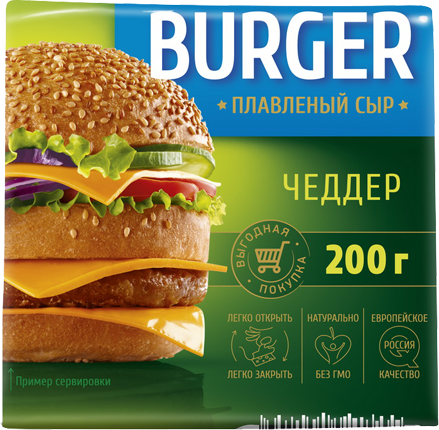 BURGER
ПЛАВЛЕНЫЙ СЫР
ЧЕДДЕР
ВЫГОДНАЯ
ПОКУПКА
200 г
ЛЕГКО ОТКРЫТЬ
ЛЕГКО ЗАКРЫТЬ
НАТУРАЛЬНО
БЕЗ ГМО
ЕВРОПЕЙСКОЕ
РОССИЯ
КАЧЕСТВО
Пример сервировки